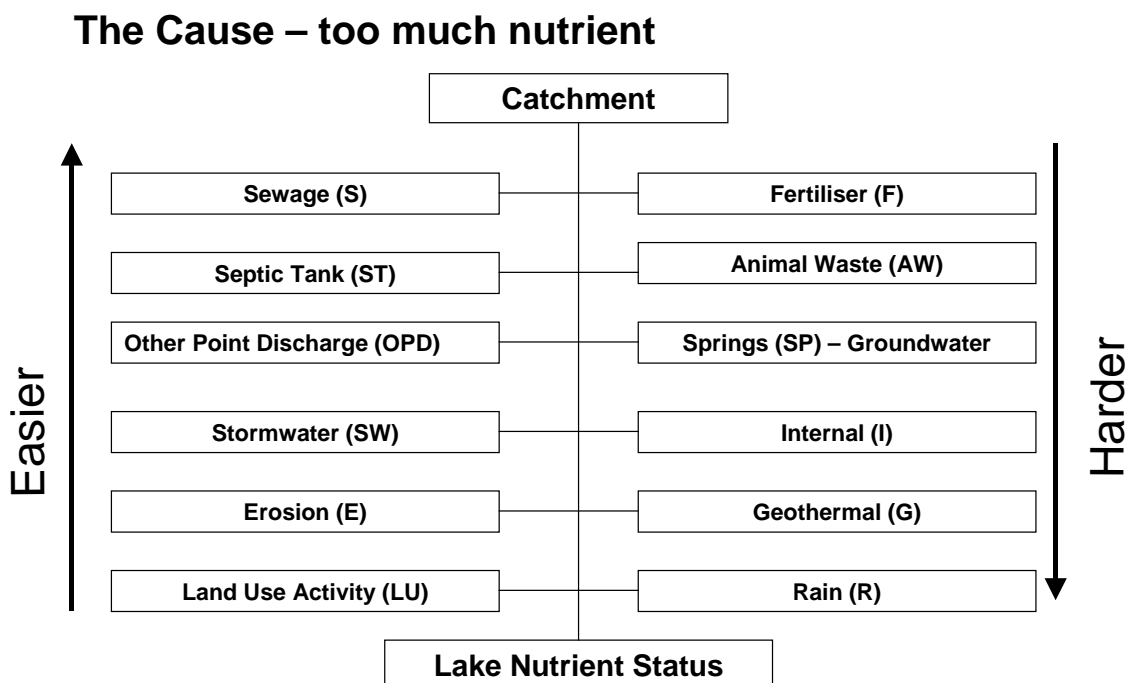 The Cause – too much nutrient
Catchment
Sewage (S)
Fertiliser (F)
Septic Tank (ST)
Animal Waste (AW)
Other Point Discharge (OPD)
Springs (SP) – Groundwater
Stormwater (SW)
Internal (I)
Erosion (E)
Geothermal (G)
Land Use Activity (LU)
Rain (R)
Lake Nutrient Status
Easier
Harder